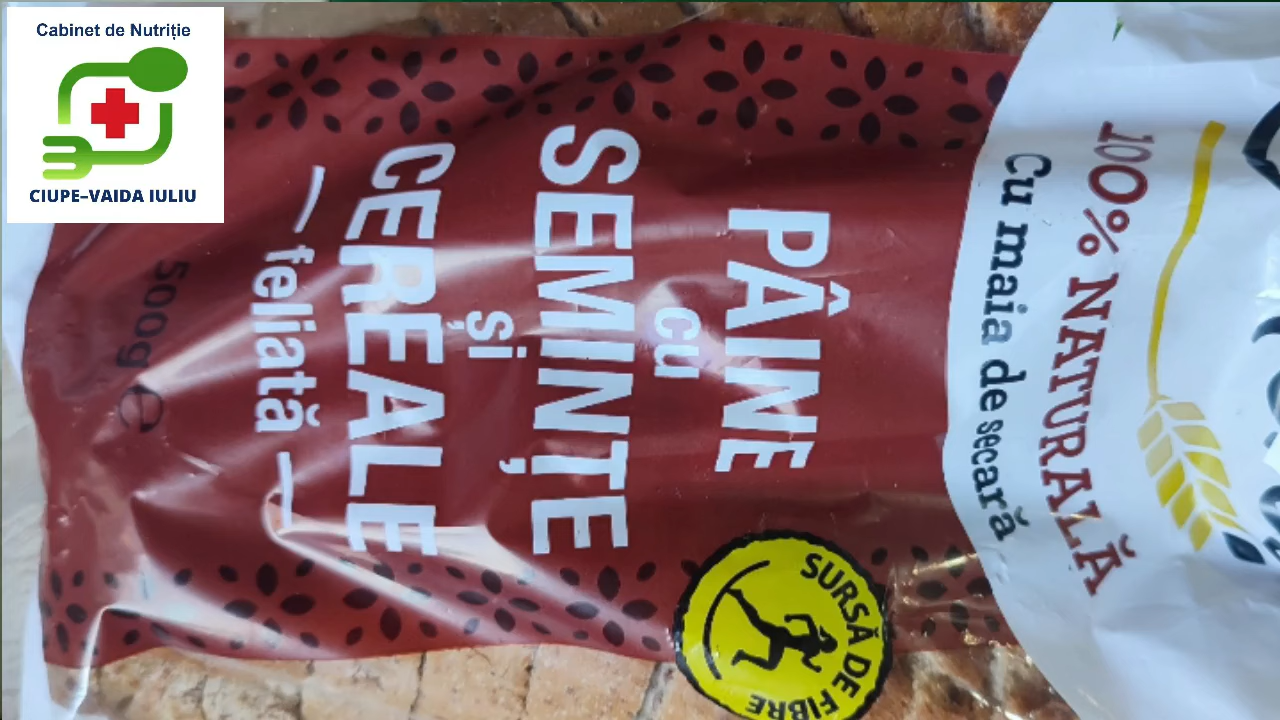 Cabinet de Nutriție
CIUPE-VAIDA IULIU
100% NATURALĂ
Cu maia de secară
PÂINE
cu
SEMINȚE
și
CEREALE
feliată
500g e
SURSĂ DE FIBRE